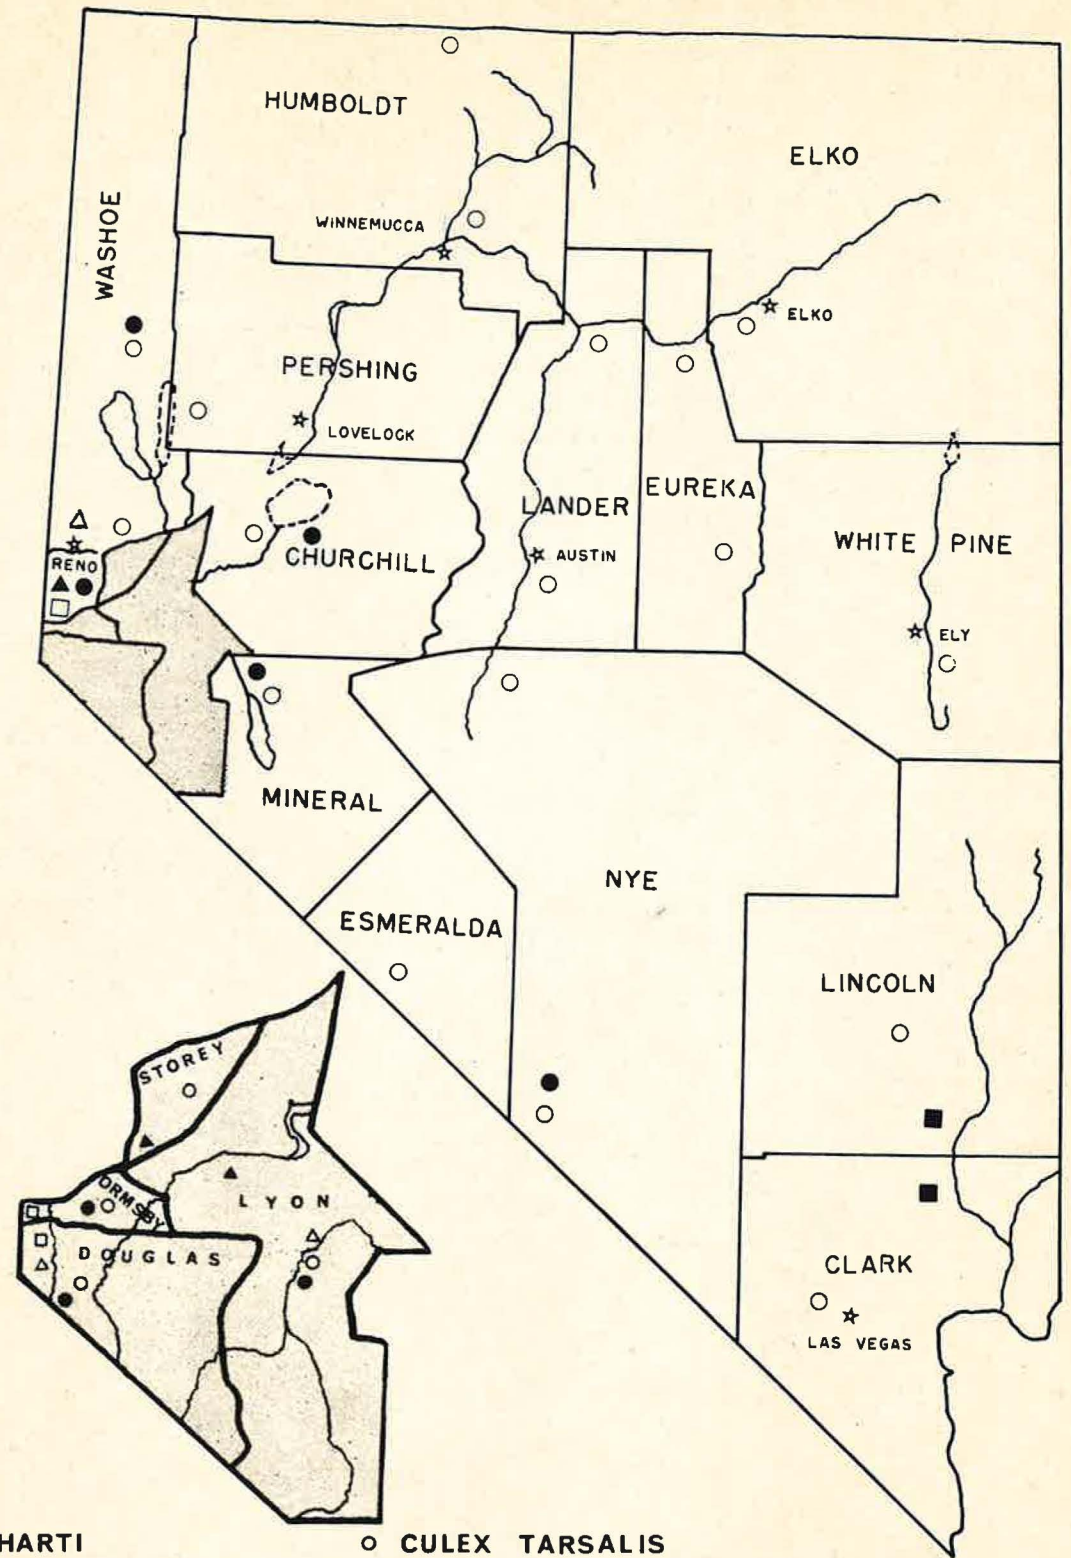 HUMBOLDT
ELKO
WASHOE
WINNEMUCCA
ELKO
PERSHING
LOVELOCK
LANDER
EUREKA
WHITE PINE
CHURCHILL
AUSTIN
RENO
ELY
MINERAL
NYE
ESMERALDA
LINCOLN
STOREY
ORMSBY
LYON
DOUGLAS
CLARK
LAS VEGAS
HARTI
CULEX TARSALIS